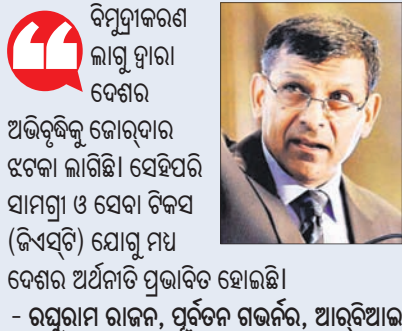 ବିମୁଦ୍ରୀକରଣ
ଲାଗୁ ଦ୍ୱାରା
ଦେଶର
ଅଭିବୃଦ୍ଧିକୁ ଜୋର୍‌ଦାର
ଝଟକା ଲାଗିଛି। ସେହିପରି
ସାମଗ୍ରୀ ଓ ସେବା ଟିକସ
(ଜିଏସ୍‌ଟି) ଯୋଗୁ ମଧ୍ୟ
ଦେଶର ଅର୍ଥନୀତି ପ୍ରଭାବିତ ହୋଇଛି।
- ରଘୁରାମ ରାଜନ, ପୂର୍ବତନ ଗଭର୍ନର, ଆର୍‌ବିଆଇ